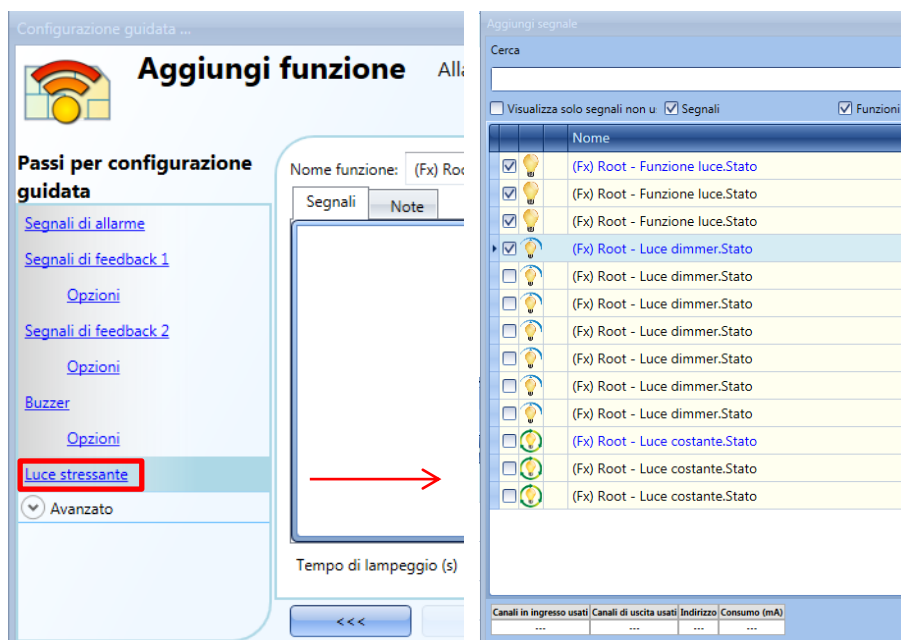 Configurazione guidata ...
Aggiungi funzione
Passi per configurazione
guidata
Segnali di allarme
Segnali di feedback 1
Opzioni
Segnali di feedback 2
Opzioni
Buzzer
Opzioni
Luce stressante
Avanzato
Nome funzione: (Fx)
Segnali Note
Tempo di lampeggio (s)
<<<
Aggiungi segnale
Cerca
Visualizza solo segnali non u Segnali Funzioni
Nome
(Fx) Root - Funzione luce.Stato
(Fx) Root - Funzione luce.Stato
(Fx) Root - Funzione luce.Stato
(Fx) Root - Luce dimmer.Stato
(Fx) Root - Luce dimmer.Stato
(Fx) Root - Luce dimmer.Stato
(Fx) Root - Luce dimmer.Stato
(Fx) Root - Luce dimmer.Stato
(Fx) Root - Luce dimmer.Stato
(Fx) Root - Luce dimmer.Stato
(Fx) Root - Luce costante.Stato
(Fx) Root - Luce costante.Stato
(Fx) Root - Luce costante.Stato
Canali in ingresso usati Canali di uscita usati Indirizzo Consumo (mA)
--- --- --- ---